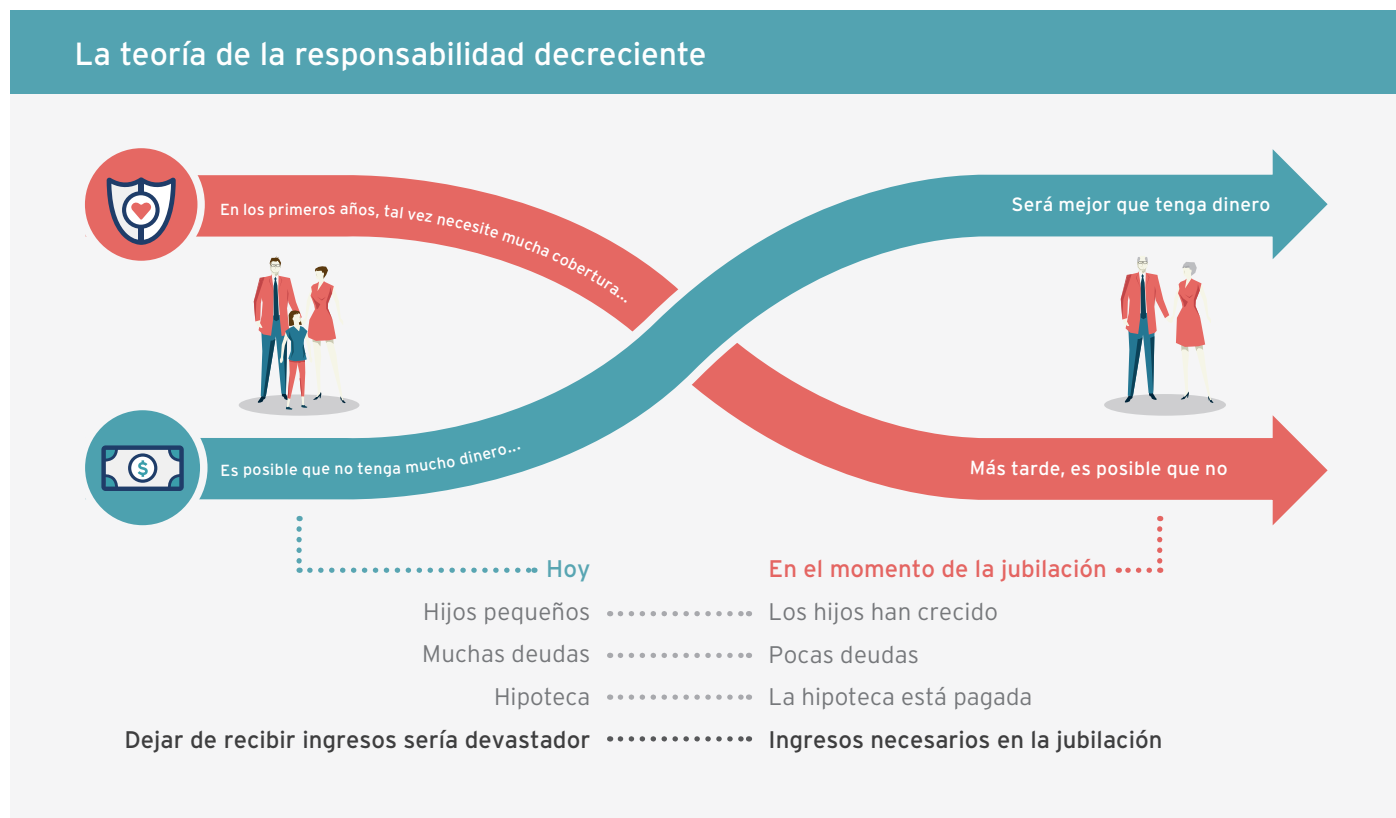 La teoría de la responsabilidad decreciente
En los primeros años, tal vez necesite mucha cobertura...
Será mejor que tenga dinero
$
Es posible que no tenga mucho dinero...
Más tarde, es posible que no
Hoy
En el momento de la jubilación
Hijos pequeños
Los hijos han crecido
Muchas deudas
Pocas deudas
Hipoteca
La hipoteca está pagada
Dejar de recibir ingresos sería devastador
Ingresos necesarios en la jubilación